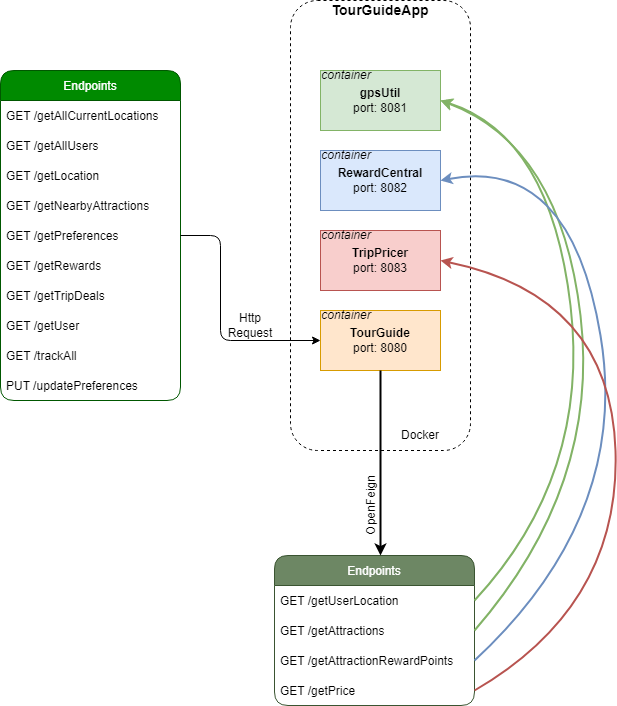 TourGuideApp
Endpoints
GET /getAllCurrentLocations
GET /getAllUsers
GET /getLocation
GET /getNearbyAttractions
GET /getPreferences
GET /getRewards
GET /getTripDeals
GET /getUser
GET /trackAll
PUT /updatePreferences
Http
Request
container
gpsUtil
port: 8081
container
RewardCentral
port: 8082
container
TripPricer
port: 8083
container
TourGuide
port: 8080
Docker
OpenFeign
Endpoints
GET /getUserLocation
GET /getAttractions
GET /getAttractionRewardPoints
GET /getPrice